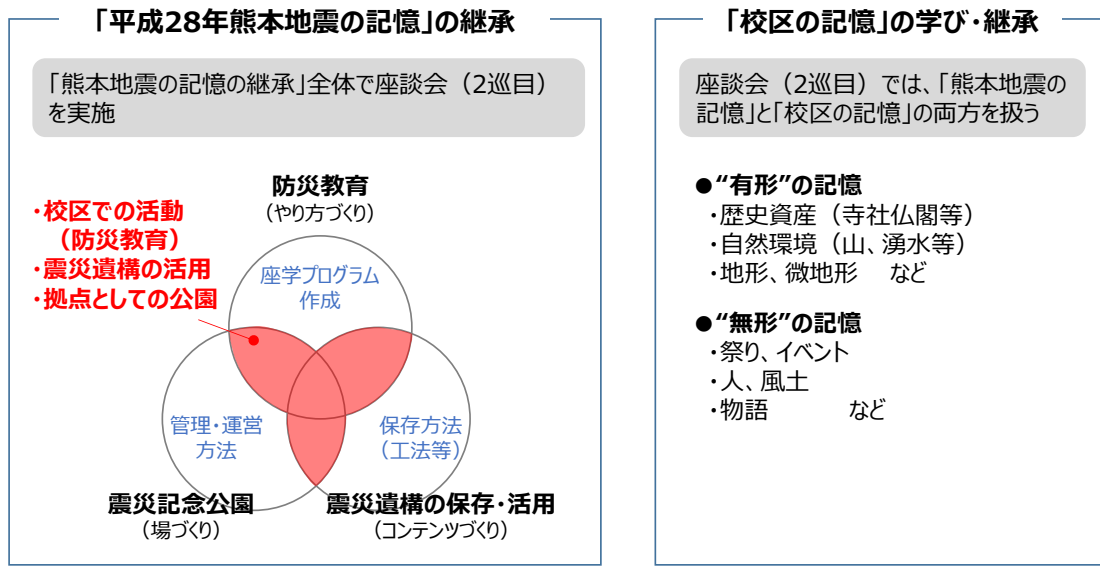 「平成28年熊本地震の記憶」の継承
「熊本地震の記憶の継承」全体で座談会（2巡目）
を実施
防災教育
（やり方づくり）
・校区での活動
（防災教育）
・震災遺構の活用
・拠点としての公園
座学プログラム
作成
管理・運営
方法
保存方法
（工法等）
震災記念公園
（場づくり）
震災遺構の保存・活用
（コンテンツづくり）
「校区の記憶」の学び・継承
座談会（2巡目）では、「熊本地震の
記憶」と「校区の記憶」の両方を扱う
●“有形”の記憶
・歴史資産（寺社仏閣等）
・自然環境（山、湧水等）
・地形、微地形　など
●“無形”の記憶
・祭り、イベント
・人、風土
・物語　　　など